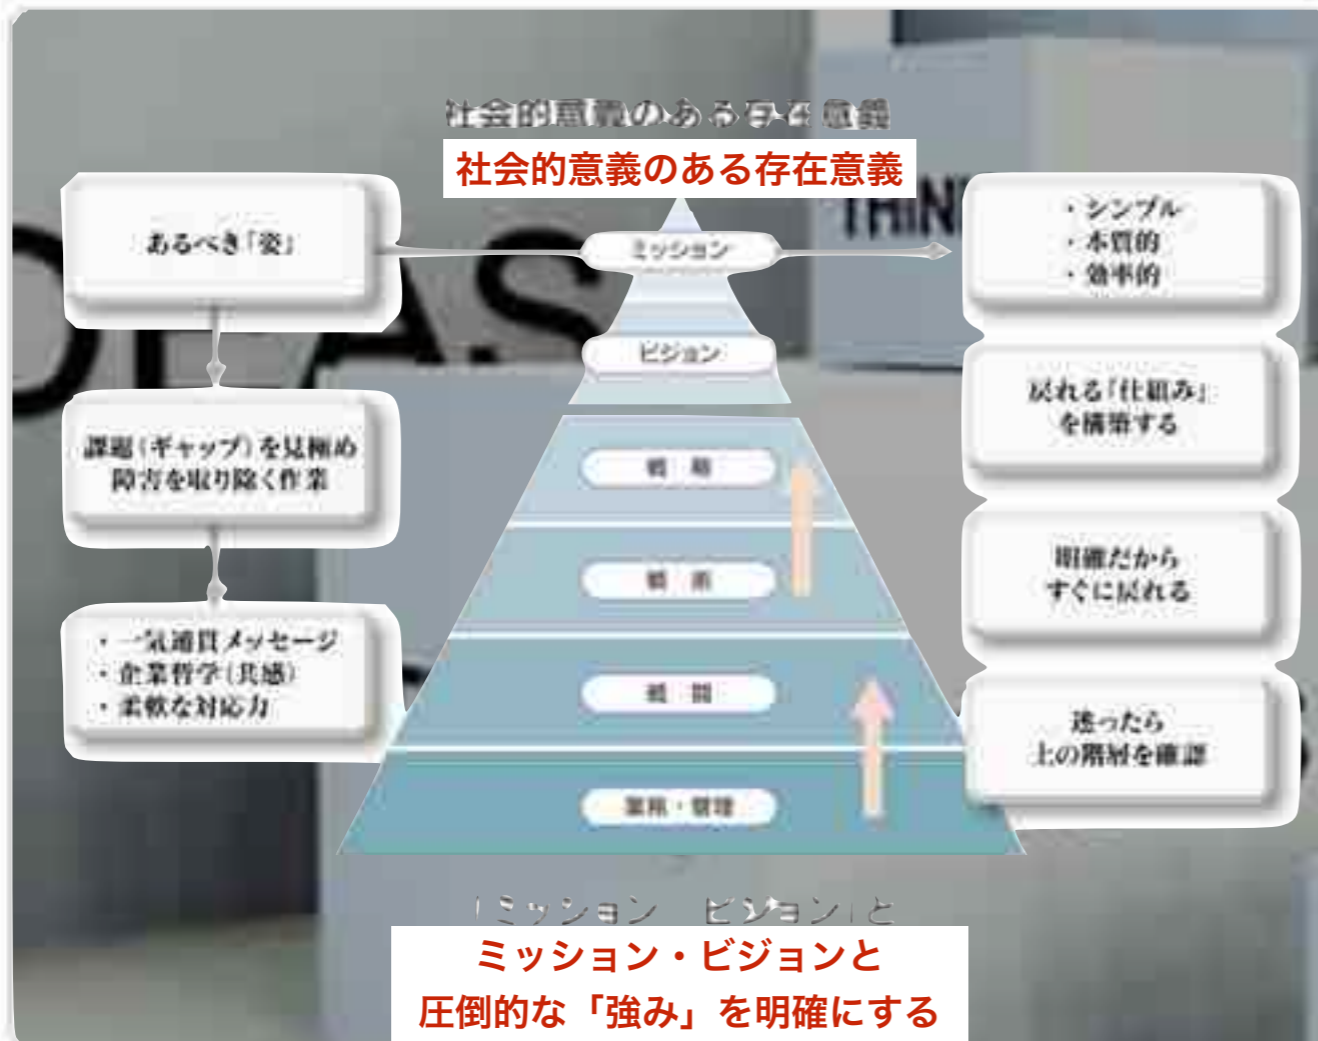 社会的意義のある存在意義
社会的意義のある存在意義
あるべき「姿」
課題（ギャップ）を見極め
障害を取り除く作業
・一気通貫メッセージ
・企業哲学（共感）
・柔軟な対応力
ミッション
ビジョン
戦 略
戦 術
戦 闘
業務・管理
・シンプル
・本質的
・効率的
戻れる「仕組み」
を構築する
明確だから
すぐに戻れる
迷ったら
上の階層を確認
「ミッション ビジョン」と
ミッション・ビジョンと
圧倒的な「強み」を明確にする
THIN